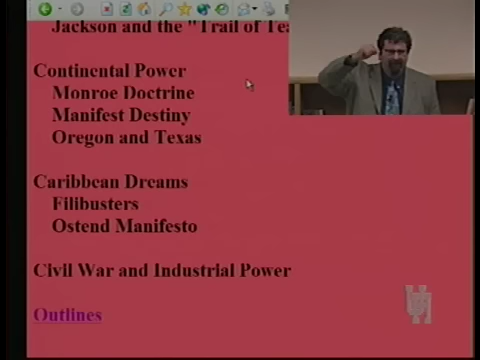 Jackson and the "Trail of Tea
Continental Power
Monroe Doctrine
Manifest Destiny
Oregon and Texas
Caribbean Dreams
Filibusters
Ostend Manifesto
Civil War and Industrial Power
Outlines